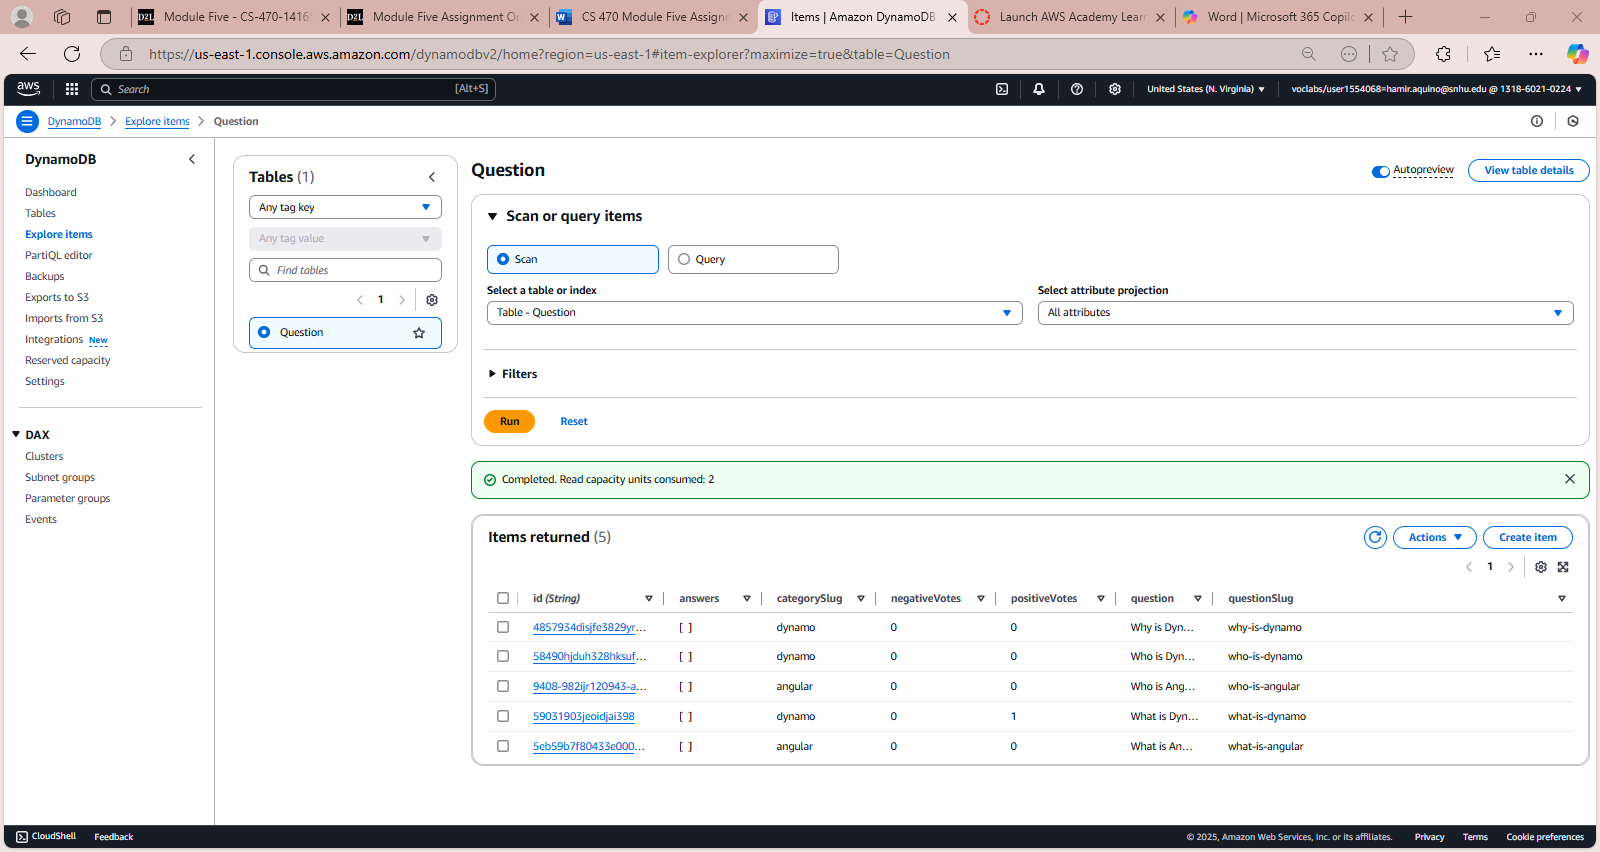 Module Five - CS-470-1416
Module Five Assignment
CS 470 Module Five Assignm
Items | Amazon DynamoDB
Launch AWS Academy Lear
Word | Microsoft 365 Copil
https://us-east-1.console.aws.amazon.com/dynamodbv2/home?region=us-east-1#item-explorer?maximize=true&table=Question
aws
Search
[Alt+S]
United States (N. Virginia)
voclabs/user1554068=hamir.aquino@snhu.edu @ 1318-6021-0224
DynamoDB > Explore items > Question
DynamoDB
Dashboard
Tables
Explore items
PartiQL editor
Backups
Exports to S3
Imports from S3
Integrations New
Reserved capacity
Settings
DAX
Clusters
Subnet groups
Parameter groups
Events
Tables (1)
Any tag key
Any tag value
Find tables
1
Question
Question
Autopreview
View table details
Scan or query items
Scan
Query
Select a table or index
Table - Question
Select attribute projection
All attributes
Filters
Run
Reset
Completed. Read capacity units consumed: 2
Items returned (5)
Actions
Create item
1
id (String) answers categorySlug negativeVotes positiveVotes question questionSlug
4857934disjfe3829yr... [ ] dynamo 0 0 Why is Dyn... why-is-dynamo
58490hjduh328hksuf... [ ] dynamo 0 0 Who is Dyn... who-is-dynamo
9408-982ijr120943-a... [ ] angular 0 0 Who is Ang... who-is-angular
59031903jeoidjai398 [ ] dynamo 0 1 What is Dyn... what-is-dynamo
5eb59b7f80433e000... [ ] angular 0 0 What is An... what-is-angular
CloudShell
Feedback
© 2025, Amazon Web Services, Inc. or its affiliates.
Privacy
Terms
Cookie preferences